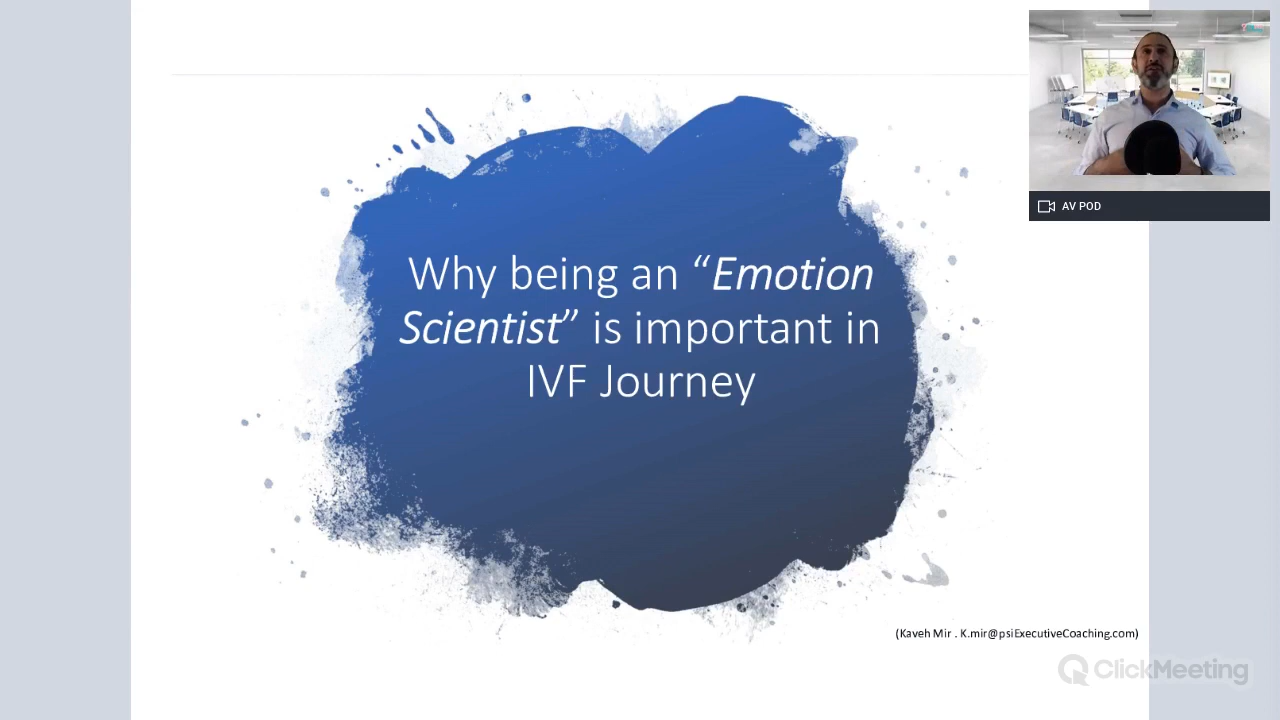 Why being an “Emotion
Scientist” is important in
IVF Journey
AV POD
(Kaveh Mir . K.mir@psiExecutiveCoaching.com)
ClickMeeting